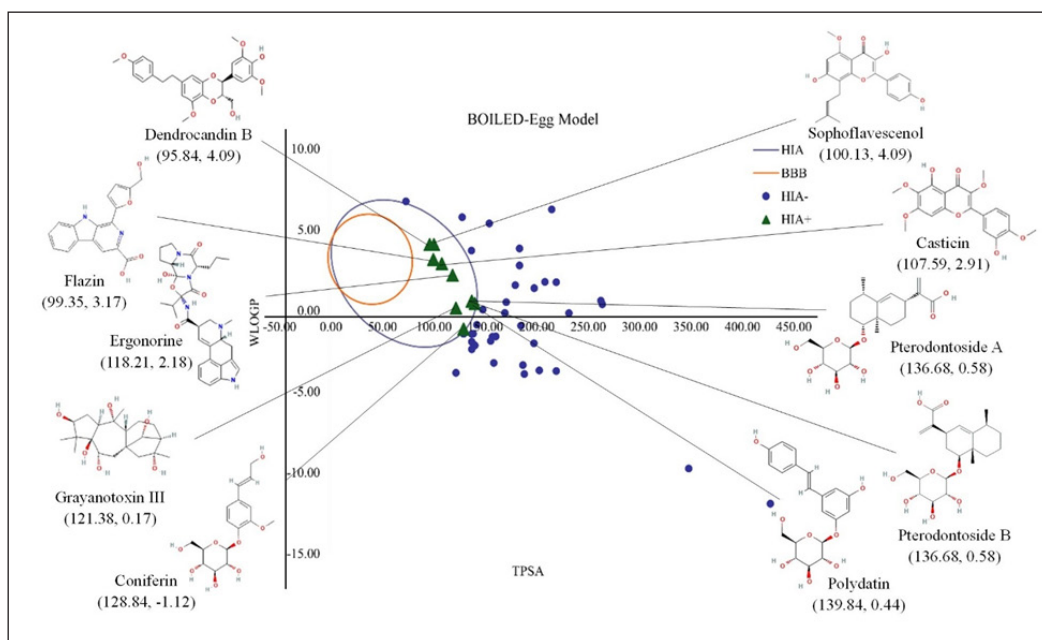 BOILED-Egg Model
WLOGP
TPSA
HIA
BBB
HIA-
HIA+
10.00
5.00
0.00
-5.00
-10.00
-15.00
-50.00 0.00 50.00 100.00 150.00 200.00 250.00 300.00 350.00 400.00 450.00
Dendrocandin B
(95.84, 4.09)
Flazin
(99.35, 3.17)
Ergonorine
(118.21, 2.18)
Grayanotoxin III
(121.38, 0.17)
Coniferin
(128.84, -1.12)
Sophoflavescenol
(100.13, 4.09)
Casticin
(107.59, 2.91)
Pterodontoside A
(136.68, 0.58)
Pterodontoside B
(136.68, 0.58)
Polydatin
(139.84, 0.44)